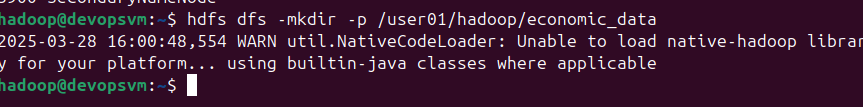 hadoop@devopsvm:~$ hdfs dfs -mkdir -p /user01/hadoop/economic_data
2025-03-28 16:00:48,554 WARN util.NativeCodeLoader: Unable to load native-hadoop librar
y for your platform... using builtin-java classes where applicable
hadoop@devopsvm:~$